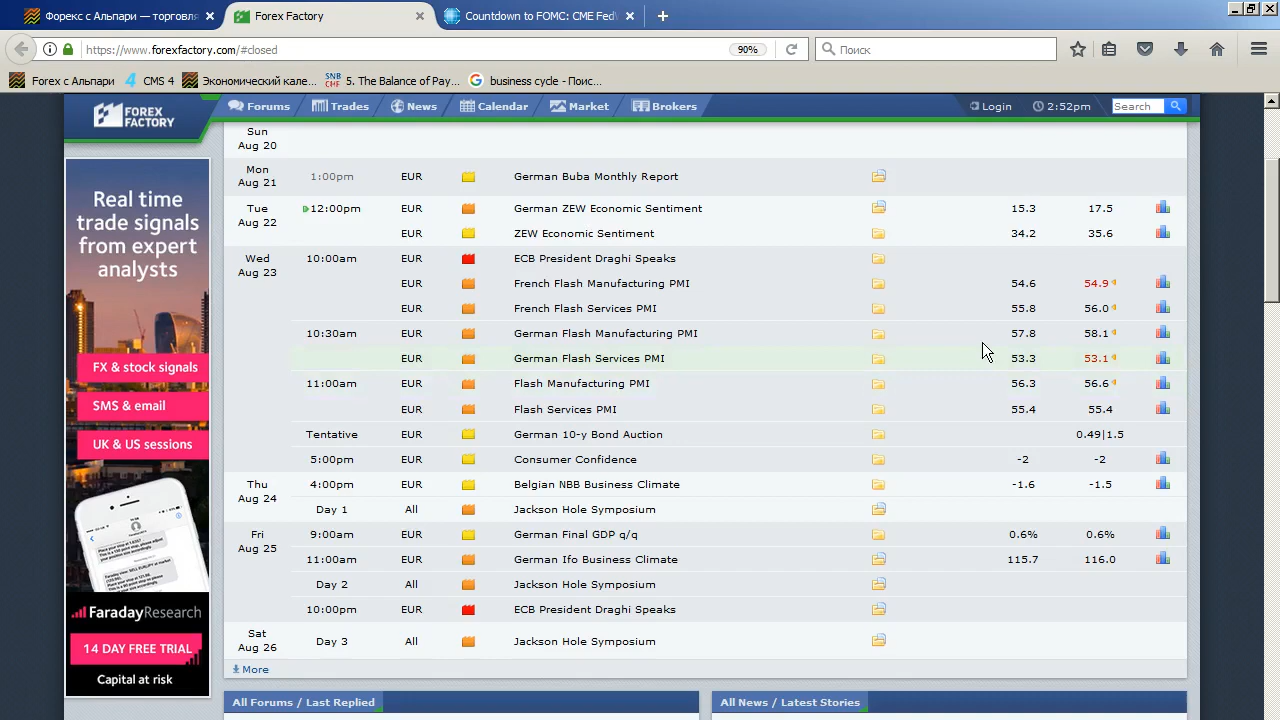 Форекс с Альпари — торговля
Forex Factory
Countdown to FOMC: CME Fed
https://www.forexfactory.com/#closed
90%
Поиск
Forex с Альпари
CMS 4
Экономический кале...
SNB CMF
5. The Balance of Pay...
business cycle - Поис...
FOREX FACTORY
Forums
Trades
News
Calendar
Market
Brokers
Login
2:52pm
Search
Sun
Aug 20
Mon
Aug 21
1:00pm EUR German Buba Monthly Report
Tue
Aug 22
12:00pm EUR German ZEW Economic Sentiment 15.3 17.5
EUR ZEW Economic Sentiment 34.2 35.6
Wed
Aug 23
10:00am EUR ECB President Draghi Speaks
EUR French Flash Manufacturing PMI 54.6 54.9
EUR French Flash Services PMI 55.8 56.0
10:30am EUR German Flash Manufacturing PMI 57.8 58.1
EUR German Flash Services PMI 53.3 53.1
11:00am EUR Flash Manufacturing PMI 56.3 56.6
EUR Flash Services PMI 55.4 55.4
Tentative EUR German 10-y Bond Auction 0.49|1.5
5:00pm EUR Consumer Confidence -2 -2
Thu
Aug 24
4:00pm EUR Belgian NBB Business Climate -1.6 -1.5
Day 1 All Jackson Hole Symposium
Fri
Aug 25
9:00am EUR German Final GDP q/q 0.6% 0.6%
11:00am EUR German Ifo Business Climate 115.7 116.0
Day 2 All Jackson Hole Symposium
10:00pm EUR ECB President Draghi Speaks
Sat
Aug 26
Day 3 All Jackson Hole Symposium
More
All Forums / Last Replied
All News / Latest Stories
Real time
trade signals
from expert
analysts
FX & stock signals
SMS & email
UK & US sessions
FaradayResearch
14 DAY FREE TRIAL
Capital at risk